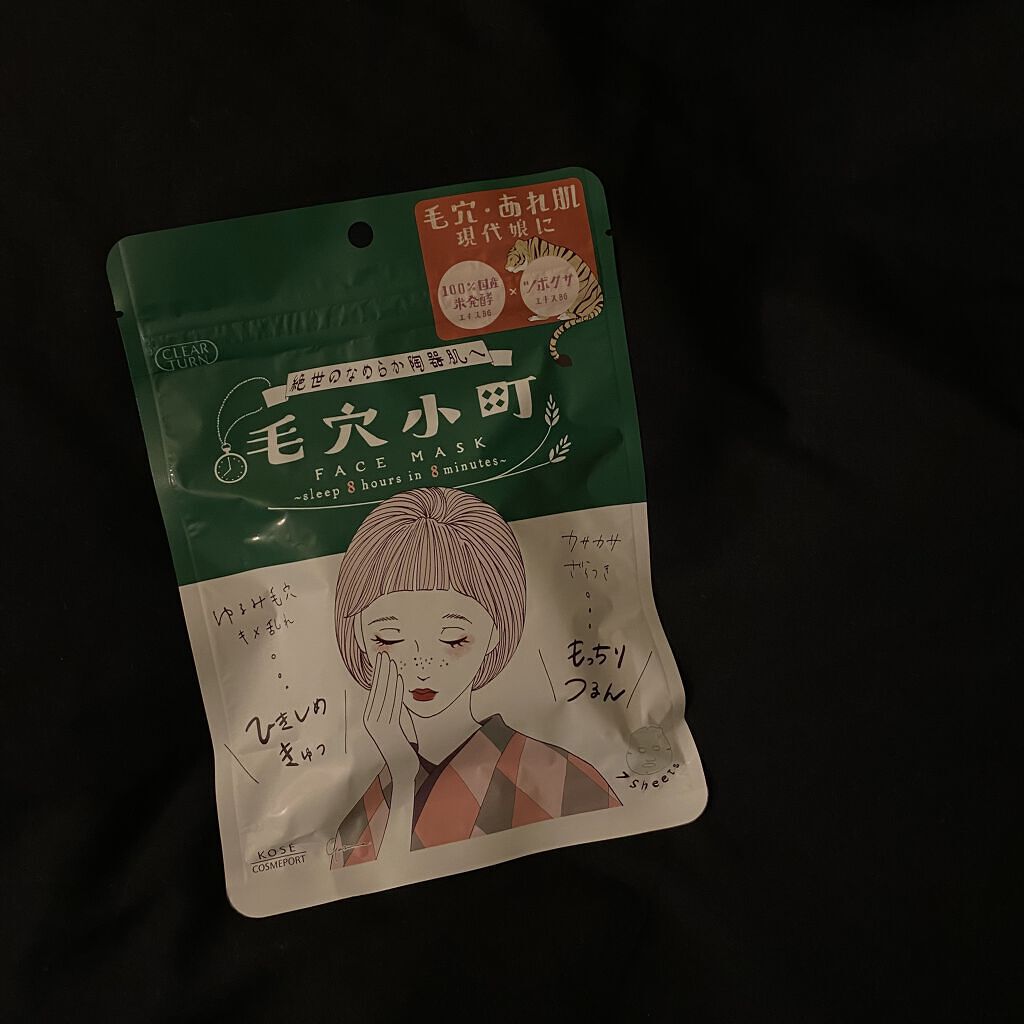 毛穴・あれ肌
現代娘に
100%国産
米発酵
エキスBG
×
ツボクサ
エキスBG
CLEAR
TURN
絶世のなめらか陶器肌へ
毛穴小町
FACE MASK
~sleep 8 hours in 8 minutes~
ゆるみ毛穴
キメ乱れ
ひきしめ
きゅっ
カサカサ
ざらつき
もっちり
つるん
7 sheets
KOSÉ
COSMEPORT